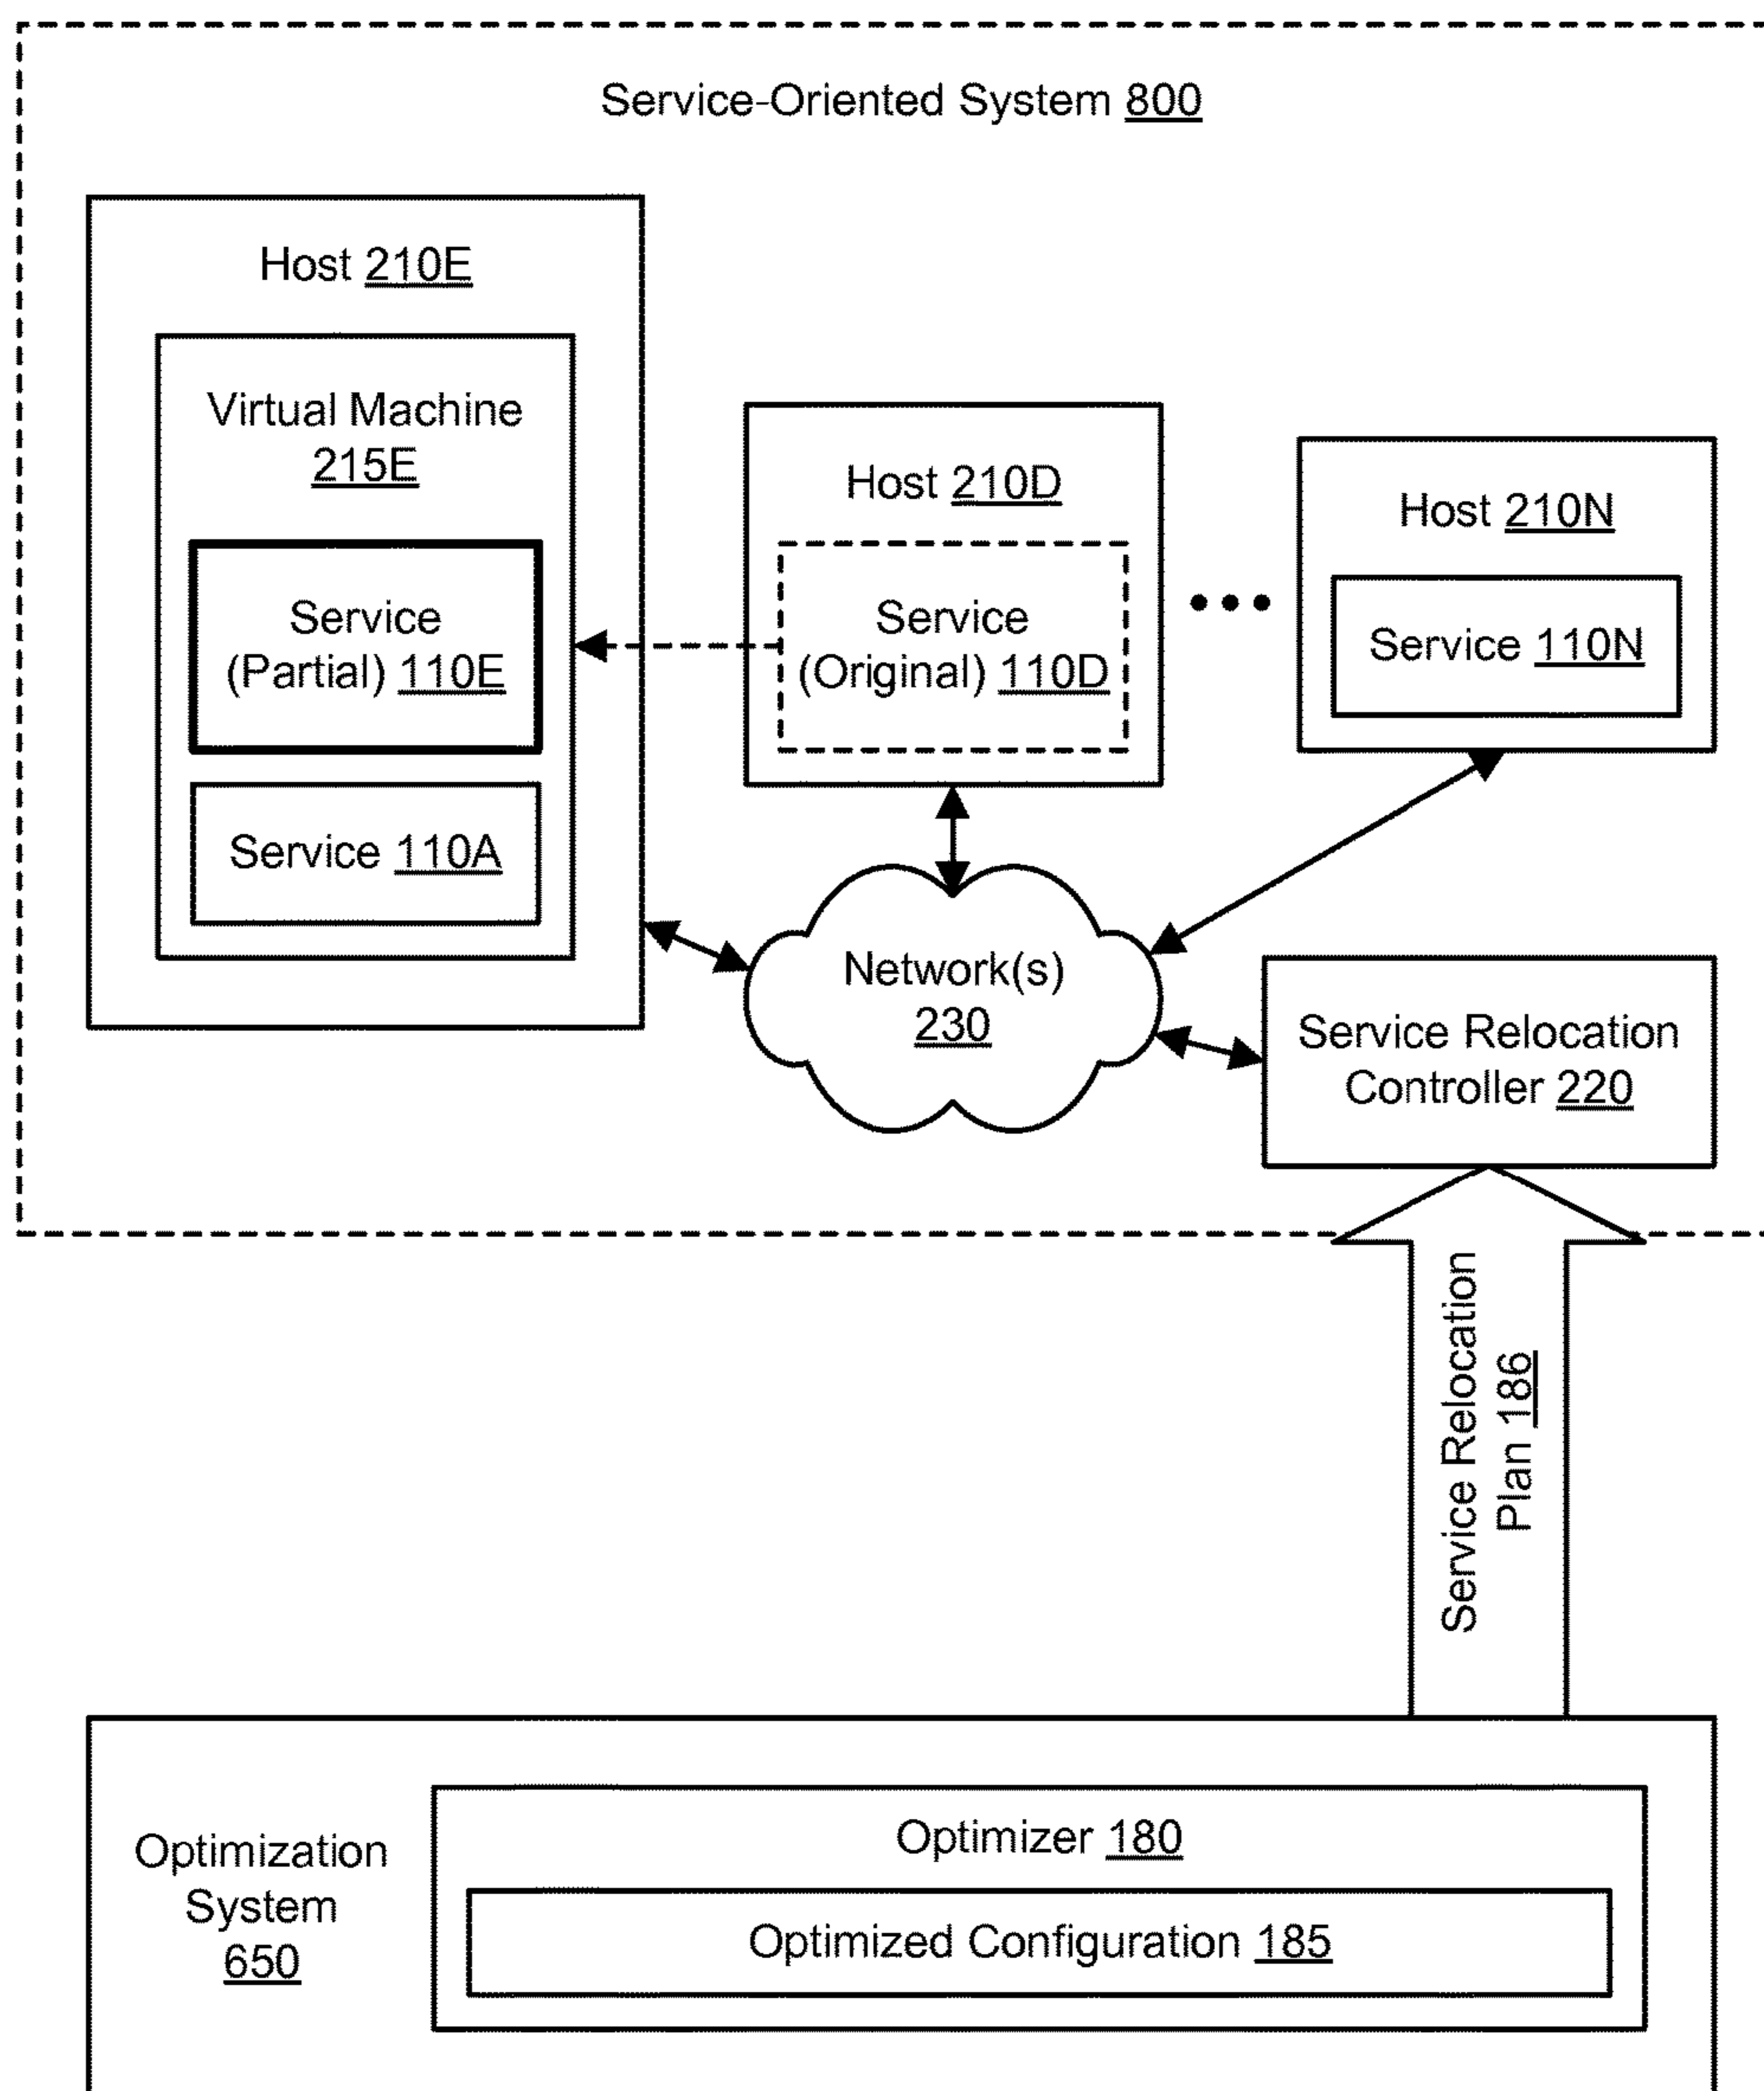 Service-Oriented System 800
Host 210E
Virtual Machine
215E
Service
(Partial) 110E
Service 110A
Host 210D
Service
(Original) 110D
Host 210N
Service 110N
Network(s)
230
Service Relocation
Controller 220
Service Relocation
Plan 186
Optimization
System
650
Optimizer 180
Optimized Configuration 185